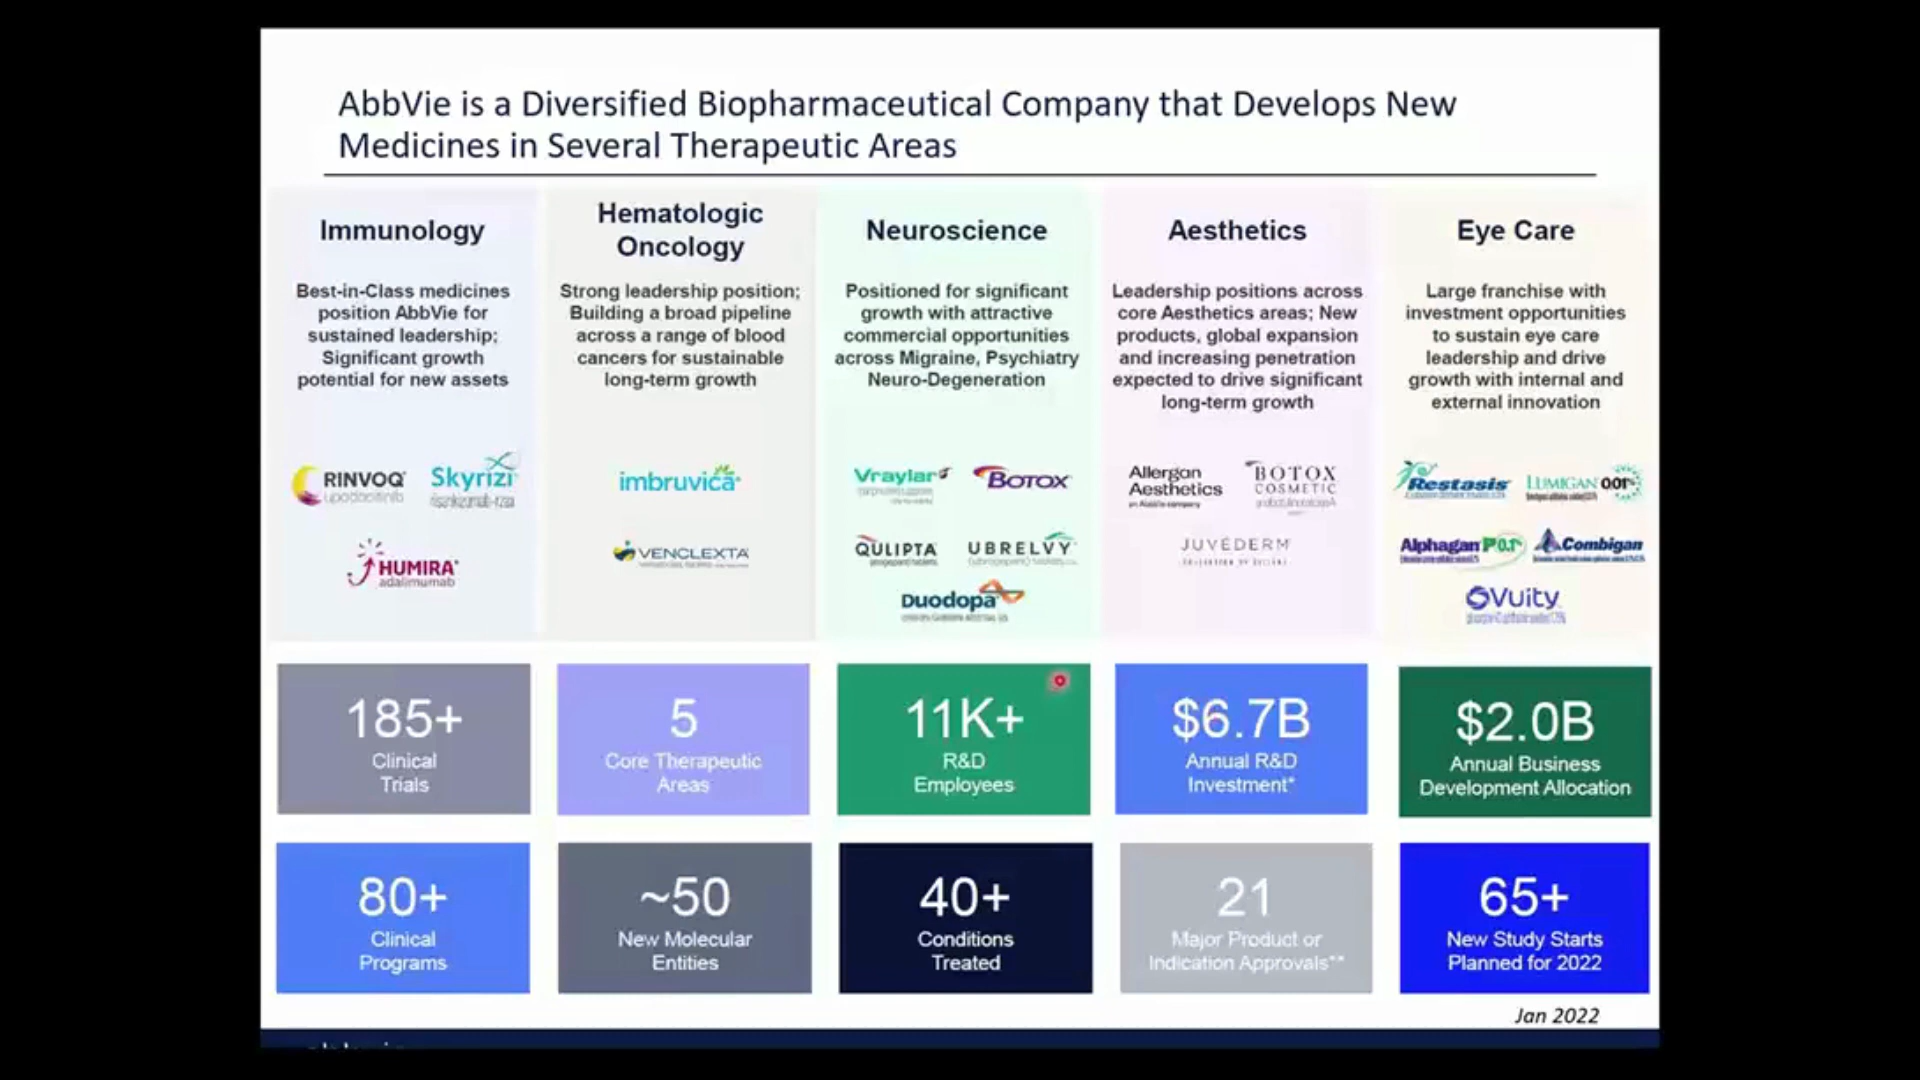 AbbVie is a Diversified Biopharmaceutical Company that Develops New
Medicines in Several Therapeutic Areas
Immunology
Best-in-Class medicines
position AbbVie for
sustained leadership;
Significant growth
potential for new assets
RINVOQ
upadacitinib
Skyrizi
risankizumab-rzaa
HUMIRA
adalimumab
Hematologic
Oncology
Strong leadership position;
Building a broad pipeline
across a range of blood
cancers for sustainable
long-term growth
imbruvica
VENCLEXTA
Neuroscience
Positioned for significant
growth with attractive
commercial opportunities
across Migraine, Psychiatry
Neuro-Degeneration
Vraylar
BOTOX
QULIPTA
UBRELVY
Duodopa
Aesthetics
Leadership positions across
core Aesthetics areas; New
products, global expansion
and increasing penetration
expected to drive significant
long-term growth
Allergan
Aesthetics
an AbbVie company
BOTOX
COSMETIC
JUVÉDERM
Eye Care
Large franchise with
investment opportunities
to sustain eye care
leadership and drive
growth with internal and
external innovation
Restasis
LUMIGAN
Alphagan P 0.1%
Combigan
Vuity
185+
Clinical
Trials
5
Core Therapeutic
Areas
11K+
R&D
Employees
$6.7B
Annual R&D
Investment*
$2.0B
Annual Business
Development Allocation
80+
Clinical
Programs
~50
New Molecular
Entities
40+
Conditions
Treated
21
Major Product or
Indication Approvals**
65+
New Study Starts
Planned for 2022
Jan 2022